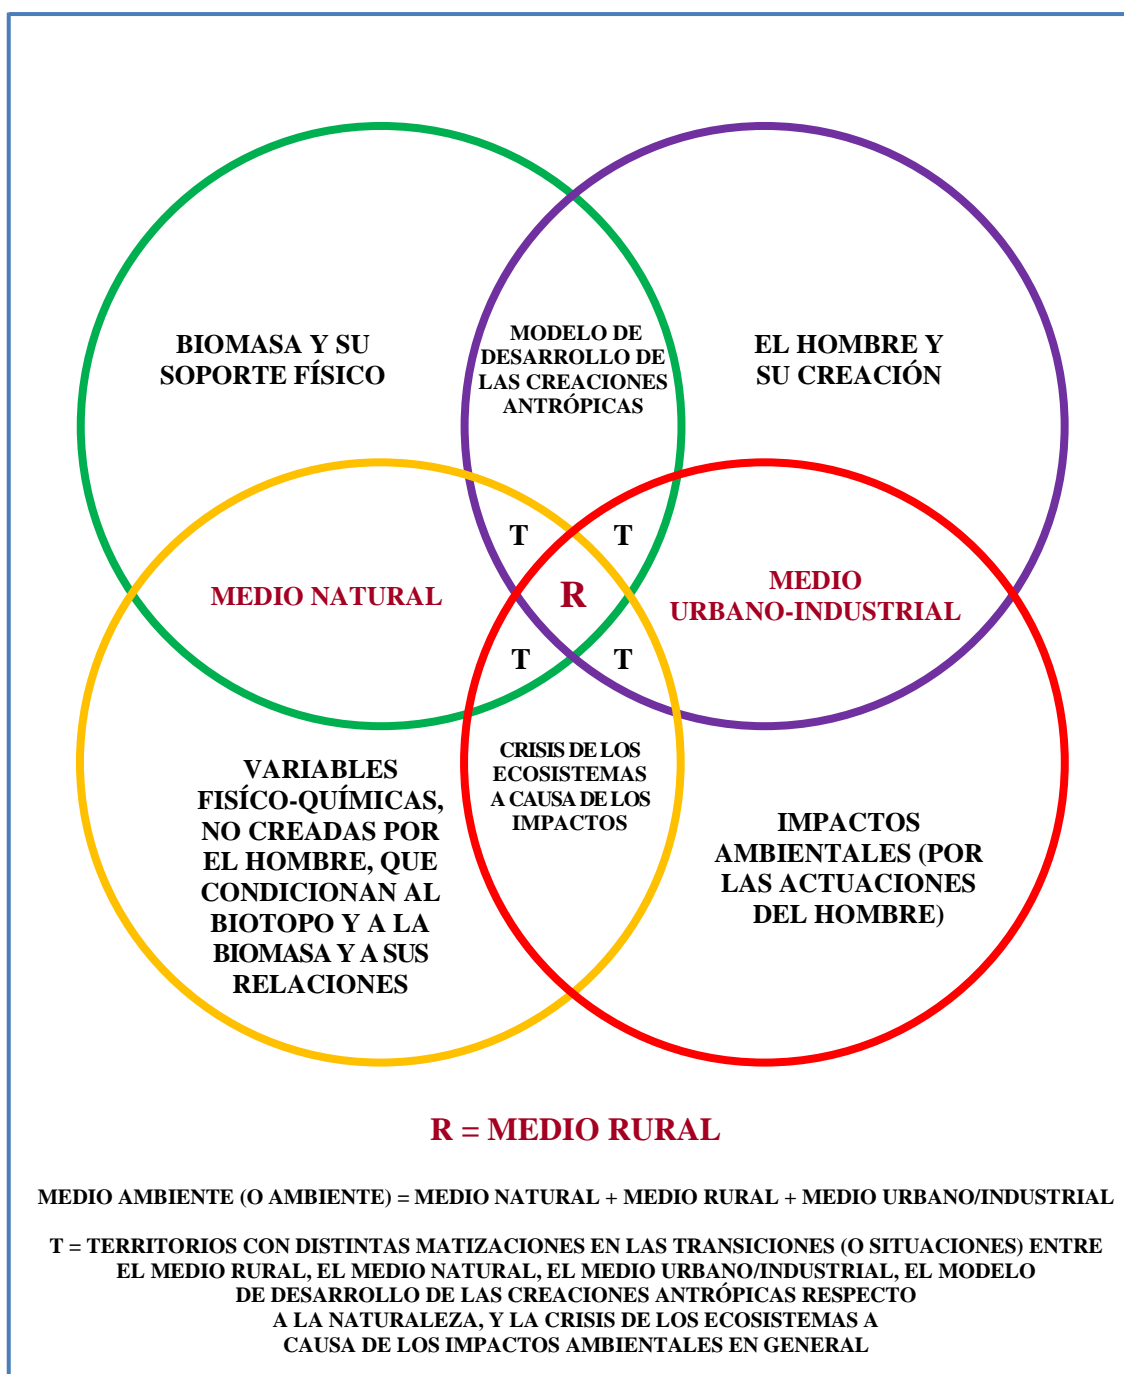 BIOMASA Y SU
SOPORTE FÍSICO
MODELO DE
DESARROLLO DE
LAS CREACIONES
ANTRÓPICAS
EL HOMBRE Y
SU CREACIÓN
T
T
MEDIO NATURAL
R
MEDIO
URBANO-INDUSTRIAL
T
T
VARIABLES
FISÍCO-QUÍMICAS,
NO CREADAS POR
EL HOMBRE, QUE
CONDICIONAN AL
BIOTOPO Y A LA
BIOMASA Y A SUS
RELACIONES
CRISIS DE LOS
ECOSISTEMAS
A CAUSA DE LOS
IMPACTOS
IMPACTOS
AMBIENTALES (POR
LAS ACTUACIONES
DEL HOMBRE)
R = MEDIO RURAL
MEDIO AMBIENTE (O AMBIENTE) = MEDIO NATURAL + MEDIO RURAL + MEDIO URBANO/INDUSTRIAL
T = TERRITORIOS CON DISTINTAS MATIZACIONES EN LAS TRANSICIONES (O SITUACIONES) ENTRE
EL MEDIO RURAL, EL MEDIO NATURAL, EL MEDIO URBANO/INDUSTRIAL, EL MODELO
DE DESARROLLO DE LAS CREACIONES ANTRÓPICAS RESPECTO
A LA NATURALEZA, Y LA CRISIS DE LOS ECOSISTEMAS A
CAUSA DE LOS IMPACTOS AMBIENTALES EN GENERAL